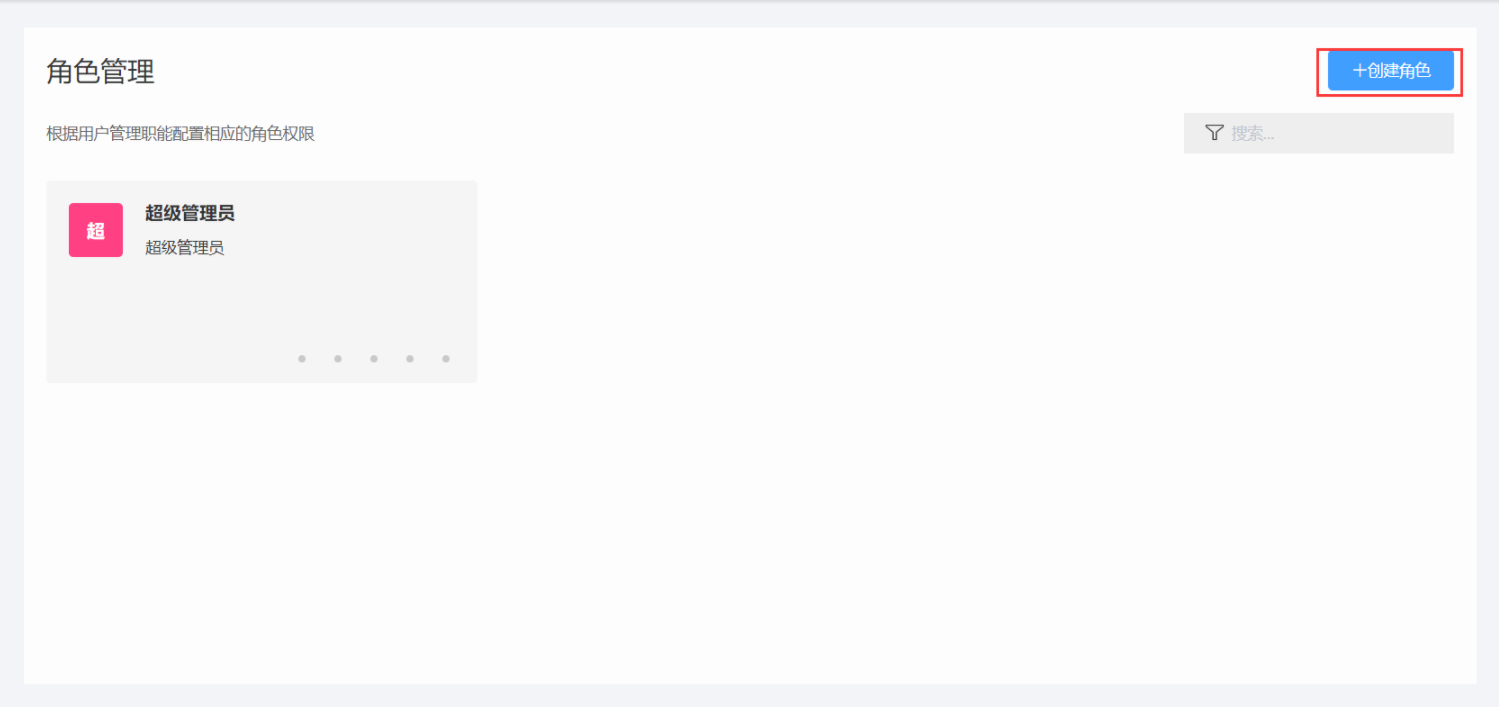 角色管理
+创建角色
根据用户管理职能配置相应的角色权限
搜索...
超
超级管理员
超级管理员